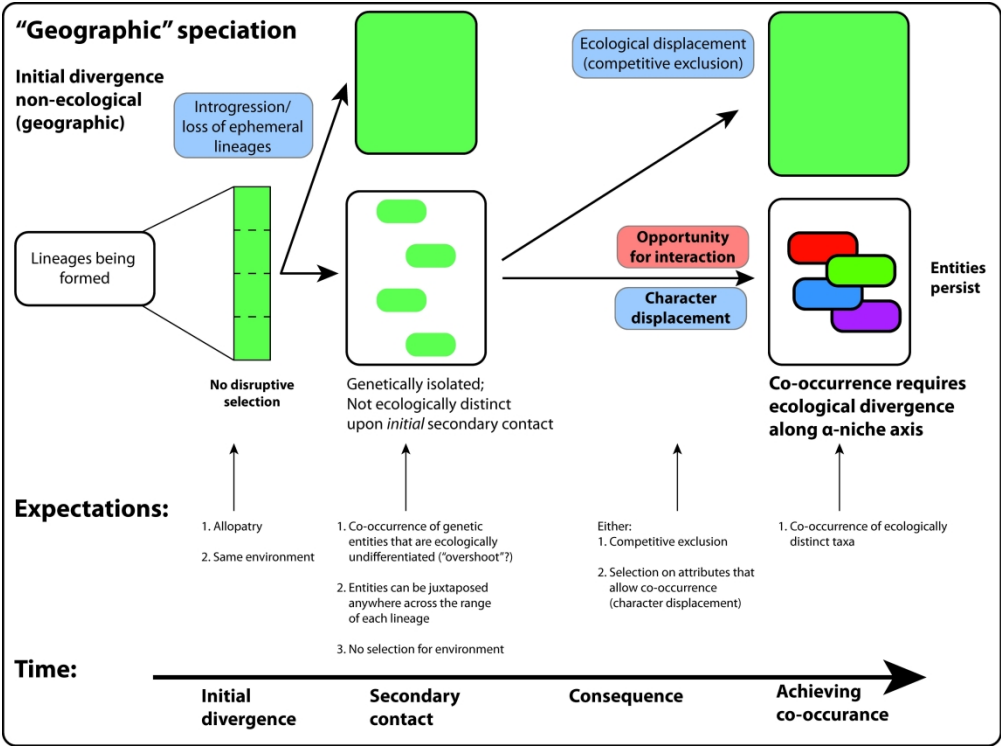 “Geographic” speciation
Initial divergence
non-ecological
(geographic)
Introgression/
loss of ephemeral
lineages
Ecological displacement
(competitive exclusion)
Lineages being
formed
Opportunity
for interaction
Character
displacement
Entities
persist
No disruptive
selection
Genetically isolated;
Not ecologically distinct
upon initial secondary contact
Co-occurrence requires
ecological divergence
along α-niche axis
Expectations:
1. Allopatry
2. Same environment
1. Co-occurrence of genetic
entities that are ecologically
undifferentiated (“overshoot”?)
2. Entities can be juxtaposed
anywhere across the range
of each lineage
3. No selection for environment
Either:
1. Competitive exclusion
2. Selection on attributes that
allow co-occurrence
(character displacement)
1. Co-occurrence of ecologically
distinct taxa
Time:
Initial
divergence
Secondary
contact
Consequence
Achieving
co-occurance